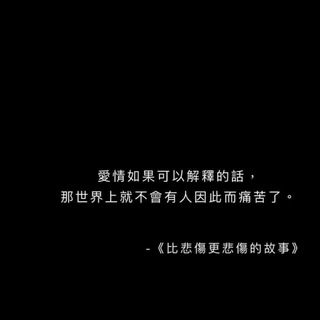 愛情如果可以解釋的話，
那世界上就不會有人因此而痛苦了。
-《比悲傷更悲傷的故事》